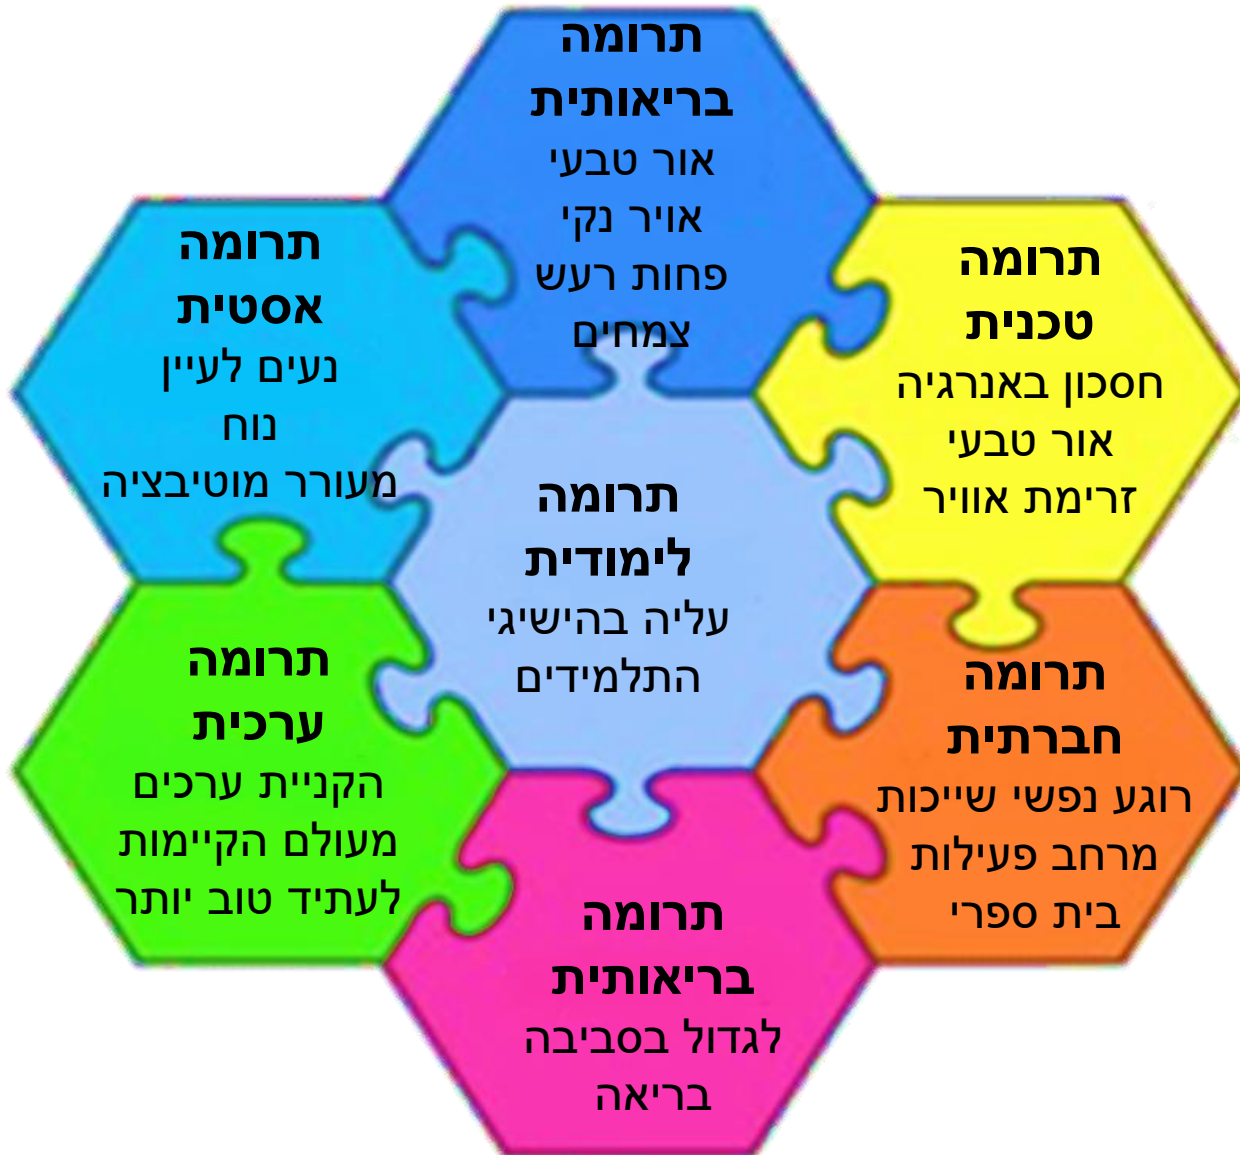 תרומה
בריאותית
אור טבעי
אויר נקי
פחות רעש
צמחים
תרומה
טכנית
חסכון באנרגיה
אור טבעי
זרימת אוויר
תרומה
אסטית
נעים לעיין
נוח
מעורר מוטיבציה
תרומה
לימודית
עליה בהישיגי
התלמידים
תרומה
חברתית
רוגע נפשי שייכות
מרחב פעילות
בית ספרי
תרומה
ערכית
הקניית ערכים
מעולם הקיימות
לעתיד טוב יותר
תרומה
בריאותית
לגדול בסביבה
בריאה